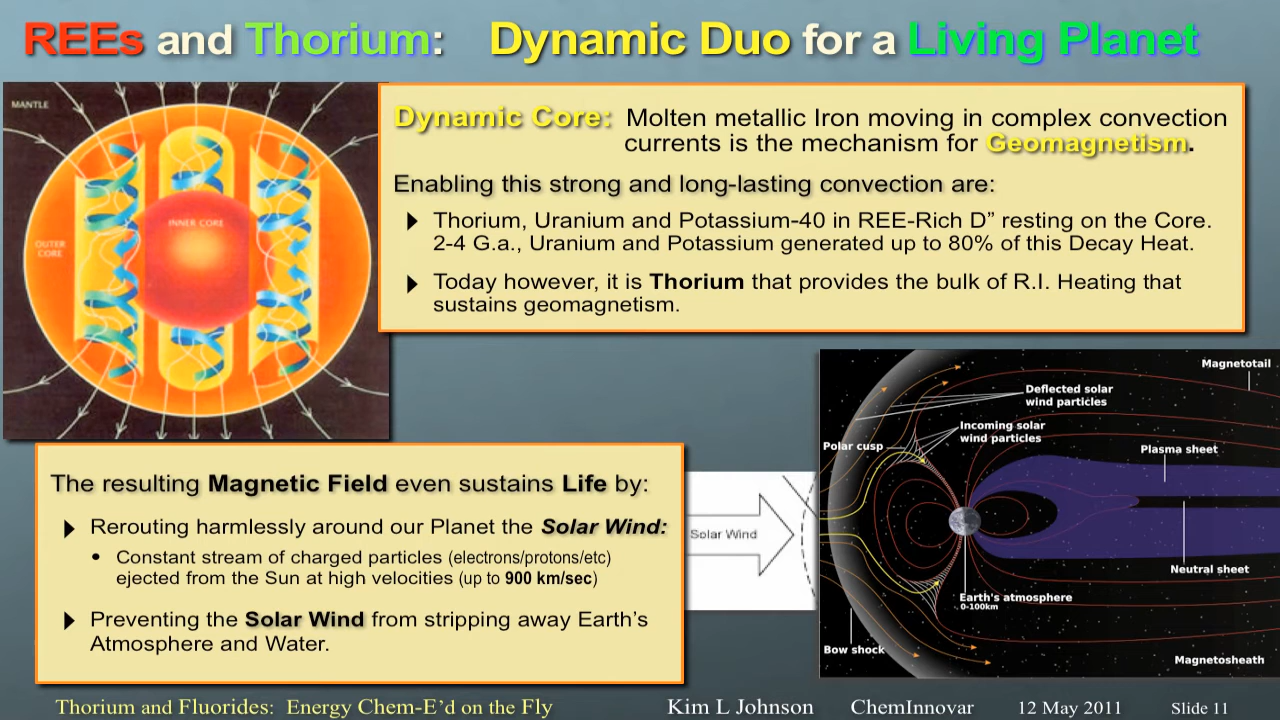 REEs and Thorium: Dynamic Duo for a Living Planet
MANTLE
INNER CORE
OUTER
CORE
Dynamic Core: Molten metallic Iron moving in complex convection
currents is the mechanism for Geomagnetism.
Enabling this strong and long-lasting convection are:
Thorium, Uranium and Potassium-40 in REE-Rich D” resting on the Core.
2-4 G.a., Uranium and Potassium generated up to 80% of this Decay Heat.
Today however, it is Thorium that provides the bulk of R.I. Heating that
sustains geomagnetism.
The resulting Magnetic Field even sustains Life by:
Rerouting harmlessly around our Planet the Solar Wind:
• Constant stream of charged particles (electrons/protons/etc)
ejected from the Sun at high velocities (up to 900 km/sec)
Preventing the Solar Wind from stripping away Earth’s
Atmosphere and Water.
Solar Wind
Magnetotail
Deflected solar
wind particles
Incoming solar
wind particles
Polar cusp
Plasma sheet
Neutral sheet
Earth's atmosphere
0-100km
Bow shock
Magnetosheath
Thorium and Fluorides: Energy Chem-E’d on the Fly
Kim L Johnson ChemInnovar 12 May 2011 Slide 11